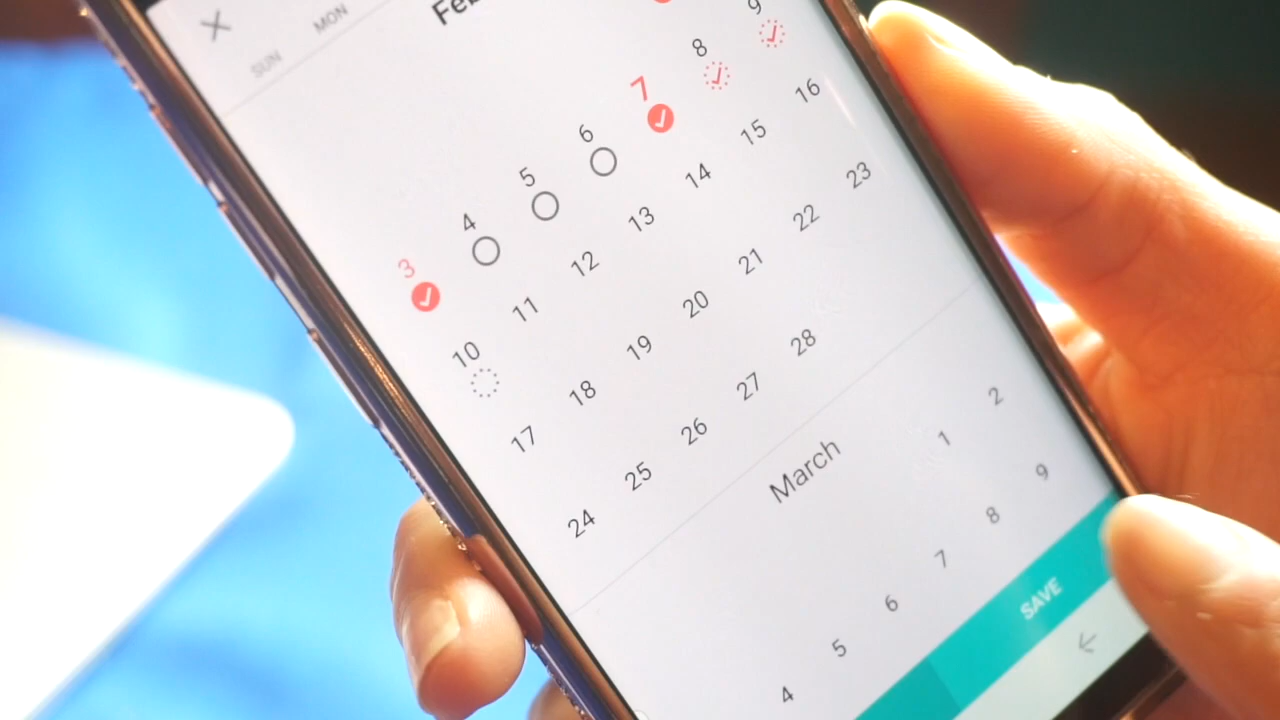 SUN MON
Feb
9
3 4 5 6 7 8
10 11 12 13 14 15 16
17 18 19 20 21 22 23
24 25 26 27 28
March
1 2
4 5 6 7 8 9
SAVE